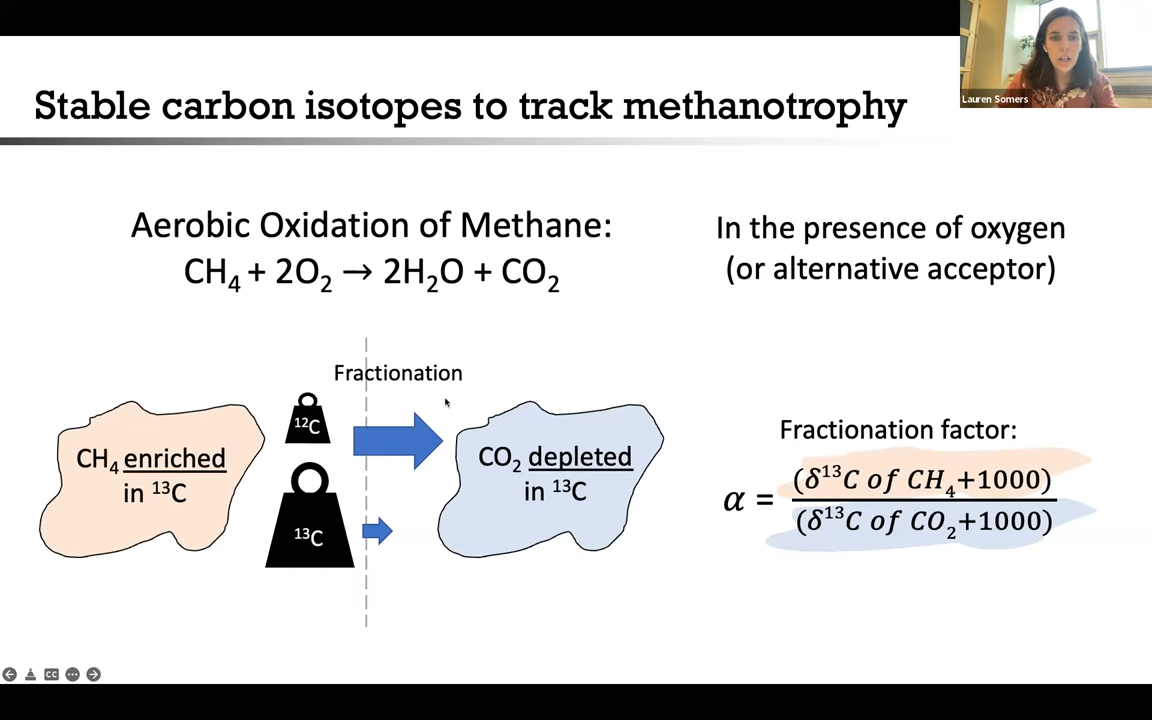 Lauren Somers
Stable carbon isotopes to track methanotrophy
Aerobic Oxidation of Methane:
CH₄ + 2O₂ → 2H₂O + CO₂
In the presence of oxygen
(or alternative acceptor)
Fractionation
CH₄ enriched
in ¹³C
¹²C
¹³C
CO₂ depleted
in ¹³C
Fractionation factor:
α = (δ¹³C of CH₄+1000)
(δ¹³C of CO₂+1000)
CC